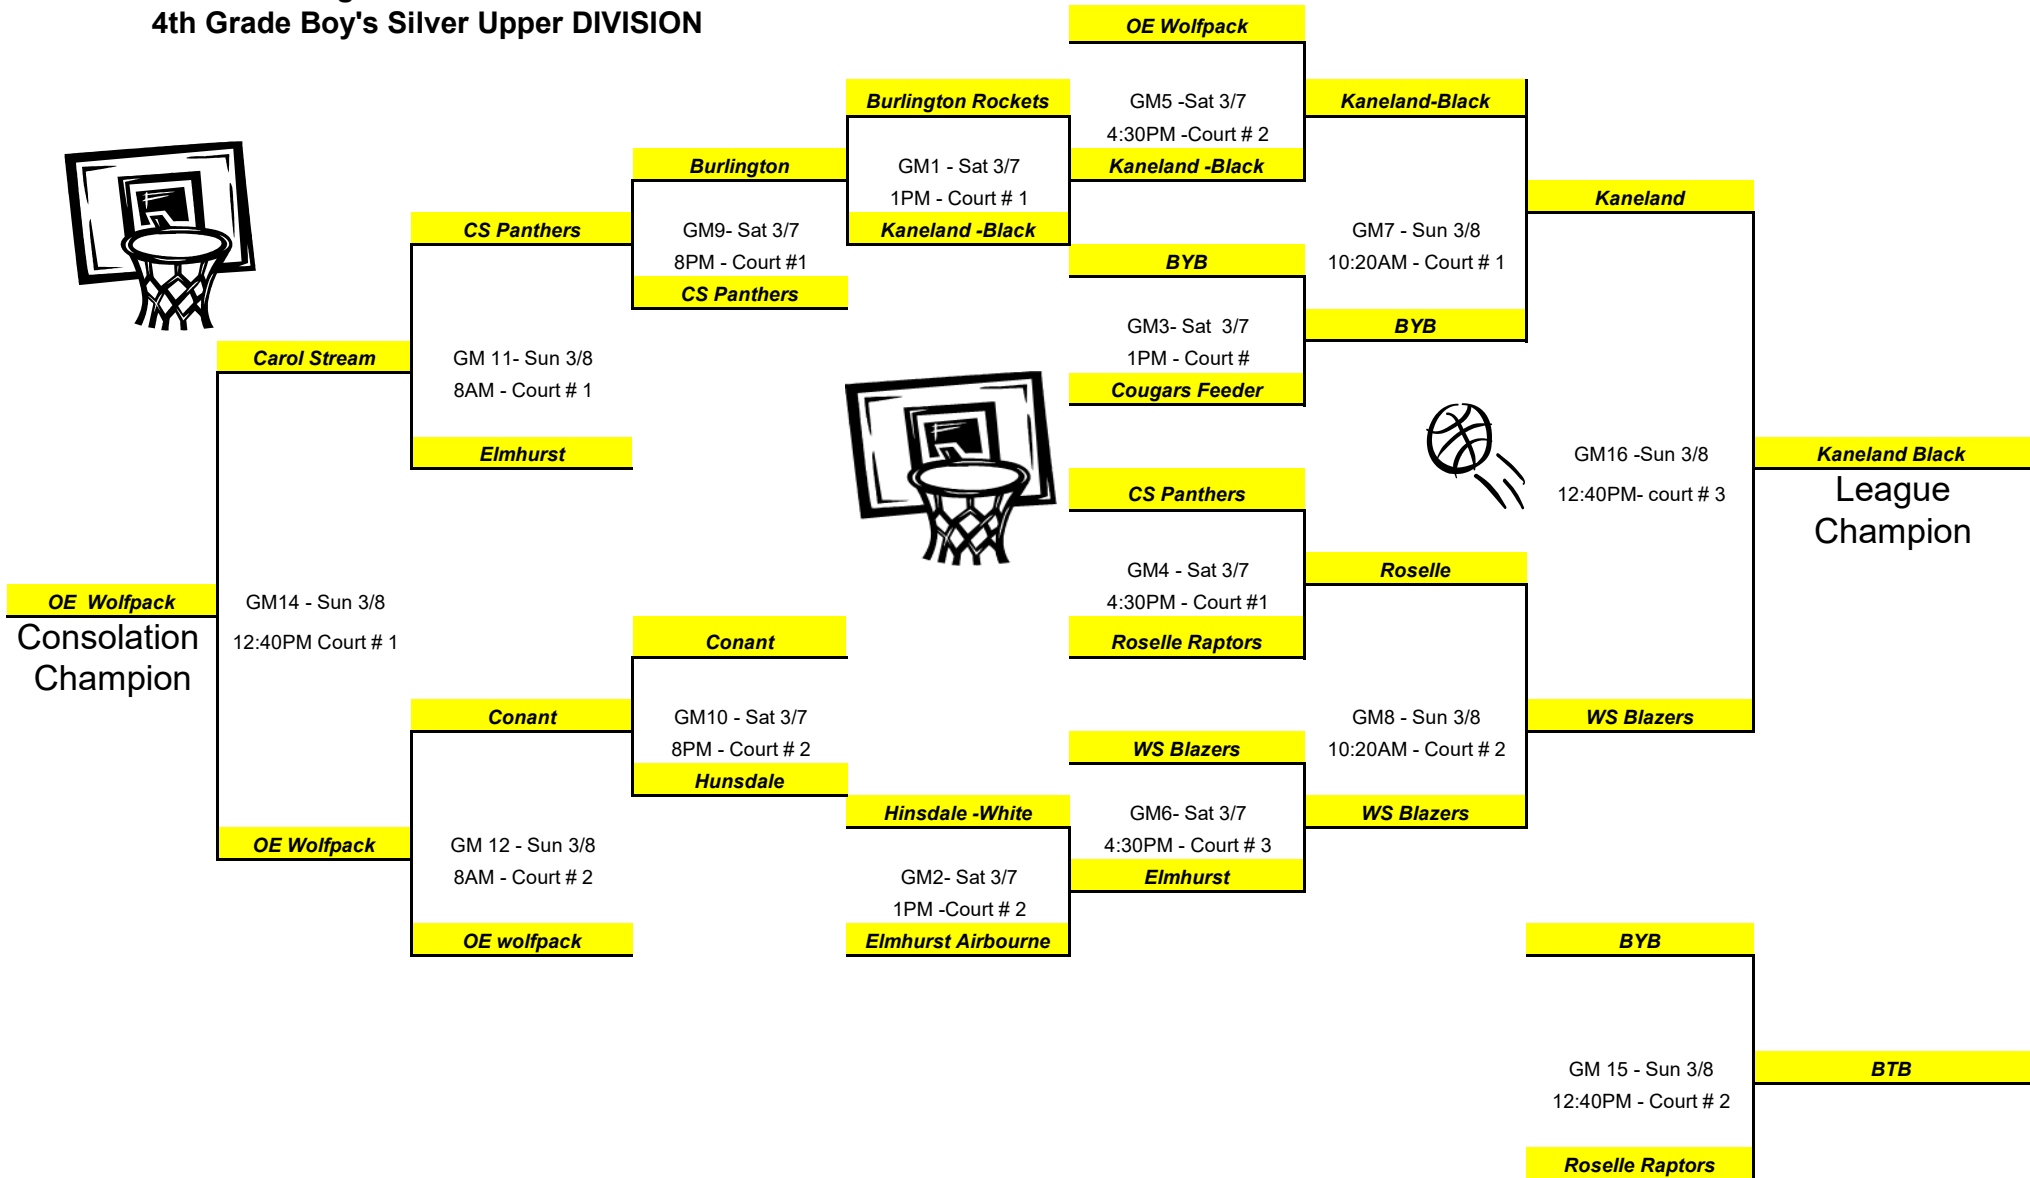 4th Grade Boy's Silver Upper DIVISION
OE Wolfpack
Burlington Rockets
GM5 -Sat 3/7
Kaneland-Black
4:30PM -Court # 2
Burlington
GM1 - Sat 3/7
Kaneland -Black
1PM - Court # 1
Kaneland
CS Panthers
GM9- Sat 3/7
Kaneland -Black
GM7 - Sun 3/8
8PM - Court #1
BYB
10:20AM - Court # 1
CS Panthers
GM3- Sat 3/7
BYB
Carol Stream
GM 11- Sun 3/8
1PM - Court #
8AM - Court # 1
Cougars Feeder
Elmhurst
GM16 -Sun 3/8
Kaneland Black
CS Panthers
12:40PM- court # 3
League
Champion
GM4 - Sat 3/7
Roselle
OE Wolfpack
GM14 - Sun 3/8
4:30PM - Court #1
Consolation
12:40PM Court # 1
Conant
Roselle Raptors
Champion
Conant
GM10 - Sat 3/7
GM8 - Sun 3/8
WS Blazers
8PM - Court # 2
WS Blazers
10:20AM - Court # 2
Hunsdale
Hinsdale -White
GM6- Sat 3/7
WS Blazers
OE Wolfpack
GM 12 - Sun 3/8
4:30PM - Court # 3
8AM - Court # 2
GM2- Sat 3/7
Elmhurst
1PM -Court # 2
OE wolfpack
Elmhurst Airbourne
BYB
GM 15 - Sun 3/8
BTB
12:40PM - Court # 2
Roselle Raptors